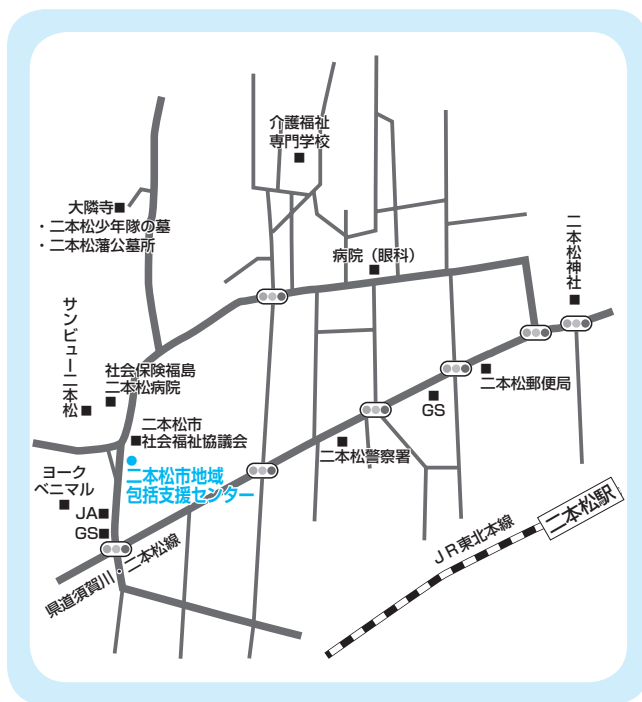 介護福祉
専門学校
大隣寺
・二本松少年隊の墓
・二本松藩公墓所
病院（眼科）
二本松神社
サンビュー二本松
社会保険福島
二本松病院
二本松郵便局
GS
二本松市
社会福祉協議会
二本松警察署
二本松市地域
包括支援センター
ヨーク
ベニマル
JA
GS
県道須賀川・二本松線
JR東北本線
二本松駅